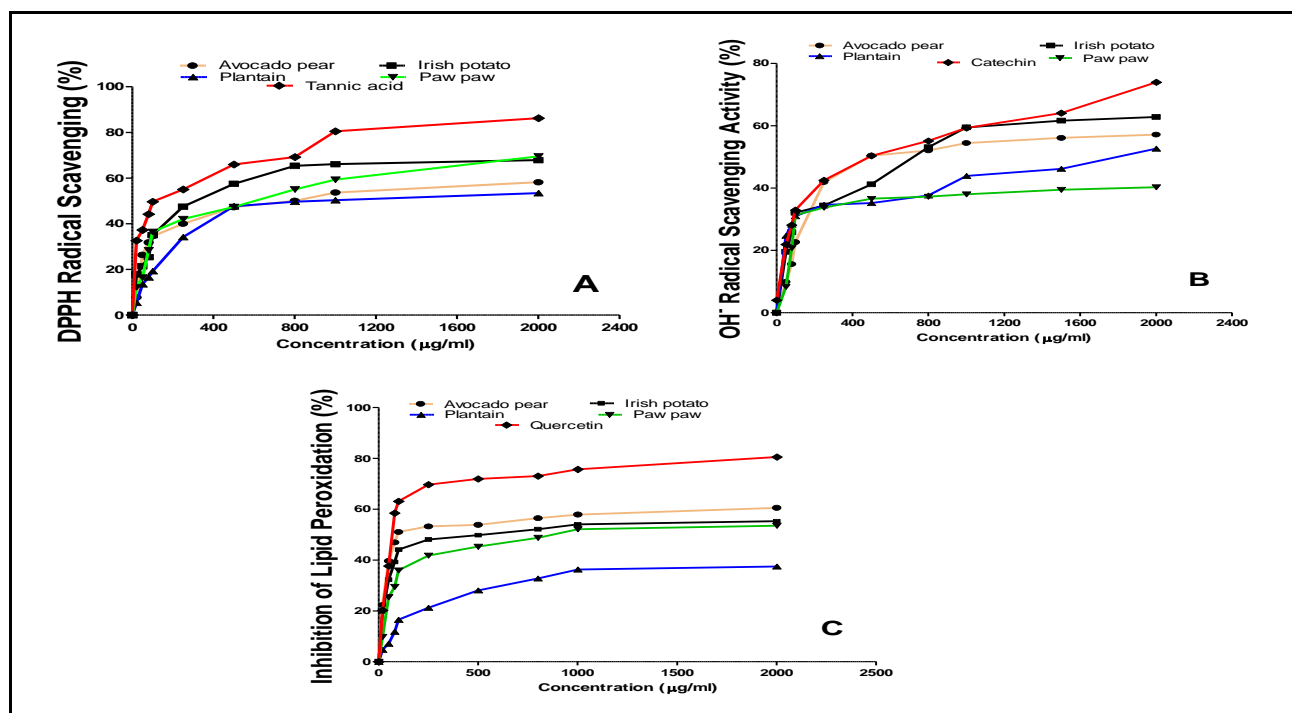 Avocado pear Irish potato
Plantain Paw paw
Tannic acid
DPPH Radical Scavenging (%)
100
80
60
40
20
0
0 400 800 1200 1600 2000 2400
Concentration (µg/ml)
A
Avocado pear Irish potato
Plantain Catechin Paw paw
OH⁻ Radical Scavenging Activity (%)
80
60
40
20
0
0 400 800 1200 1600 2000 2400
Concentration (µg/ml)
B
Avocado pear Irish potato
Plantain Paw paw
Quercetin
Inhibition of Lipid Peroxidation (%)
100
80
60
40
20
0
0 500 1000 1500 2000 2500
Concentration (µg/ml)
C